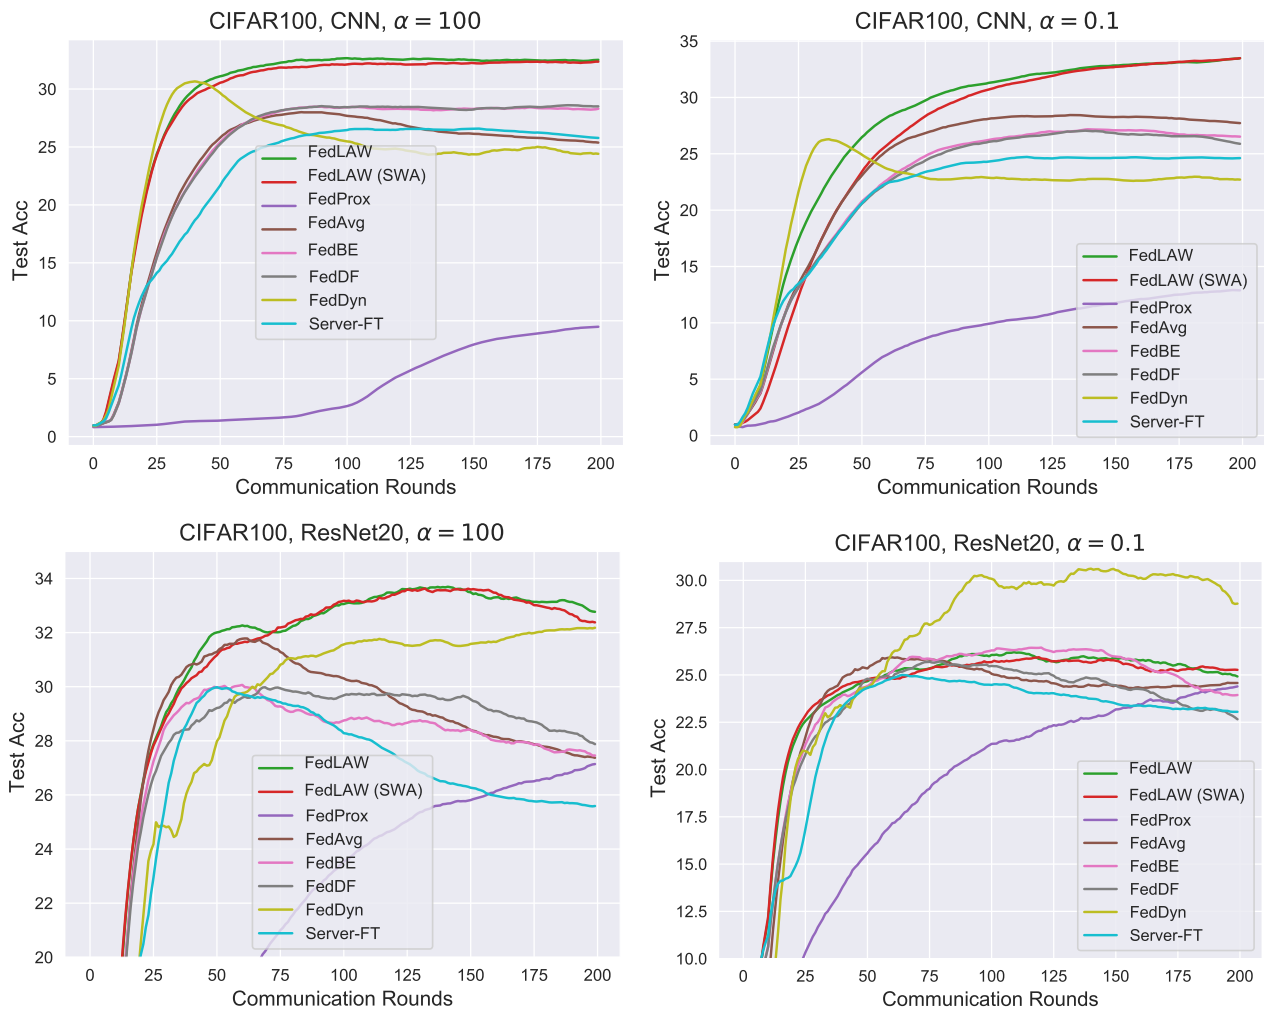 CIFAR100, CNN, α = 100
Test Acc
30
25
20
15
10
5
0
FedLAW
FedLAW (SWA)
FedProx
FedAvg
FedBE
FedDF
FedDyn
Server-FT
0 25 50 75 100 125 150 175 200
Communication Rounds
CIFAR100, CNN, α = 0.1
Test Acc
35
30
25
20
15
10
5
0
FedLAW
FedLAW (SWA)
FedProx
FedAvg
FedBE
FedDF
FedDyn
Server-FT
0 25 50 75 100 125 150 175 200
Communication Rounds
CIFAR100, ResNet20, α = 100
Test Acc
34
32
30
28
26
24
22
20
FedLAW
FedLAW (SWA)
FedProx
FedAvg
FedBE
FedDF
FedDyn
Server-FT
0 25 50 75 100 125 150 175 200
Communication Rounds
CIFAR100, ResNet20, α = 0.1
Test Acc
30.0
27.5
25.0
22.5
20.0
17.5
15.0
12.5
10.0
FedLAW
FedLAW (SWA)
FedProx
FedAvg
FedBE
FedDF
FedDyn
Server-FT
0 25 50 75 100 125 150 175 200
Communication Rounds